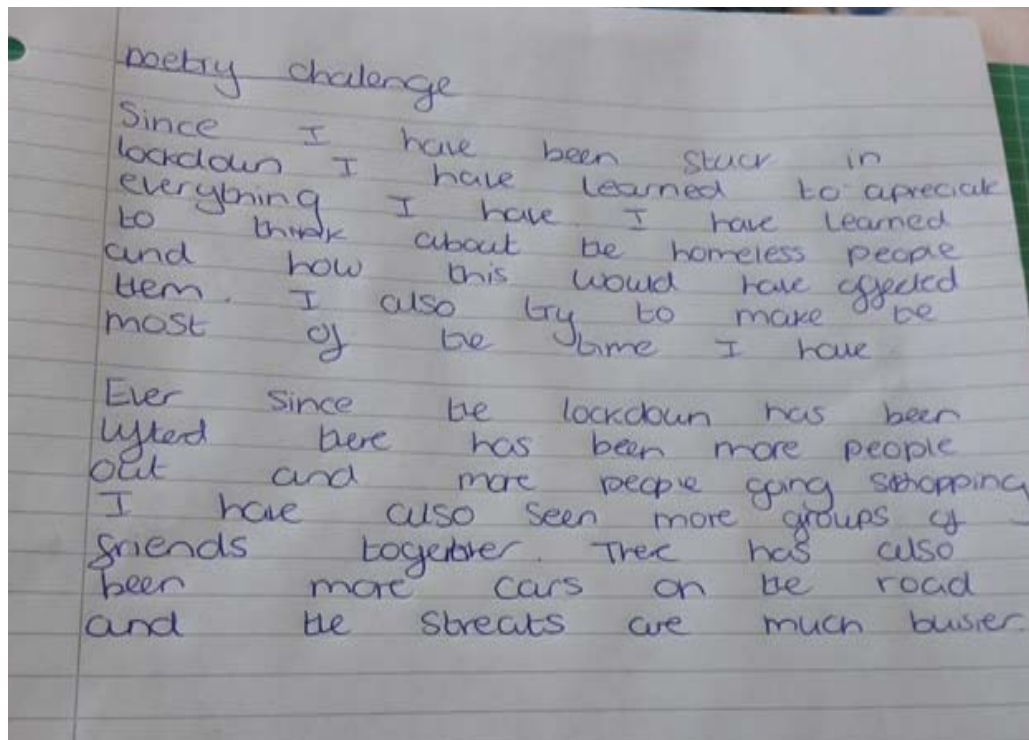 poetry chalenge
Since I have been stuck in
lockdown I have learned to apreciate
everything I have. I have learned
to think about the homeless people
and how this would have affected
them. I also try to make the
most of the time I have
Ever since the lockdown has been
lifted there has been more people
out and more people going shopping
I have also seen more groups of
friends together. There has also
been more cars on the road
and the streats are much busier.